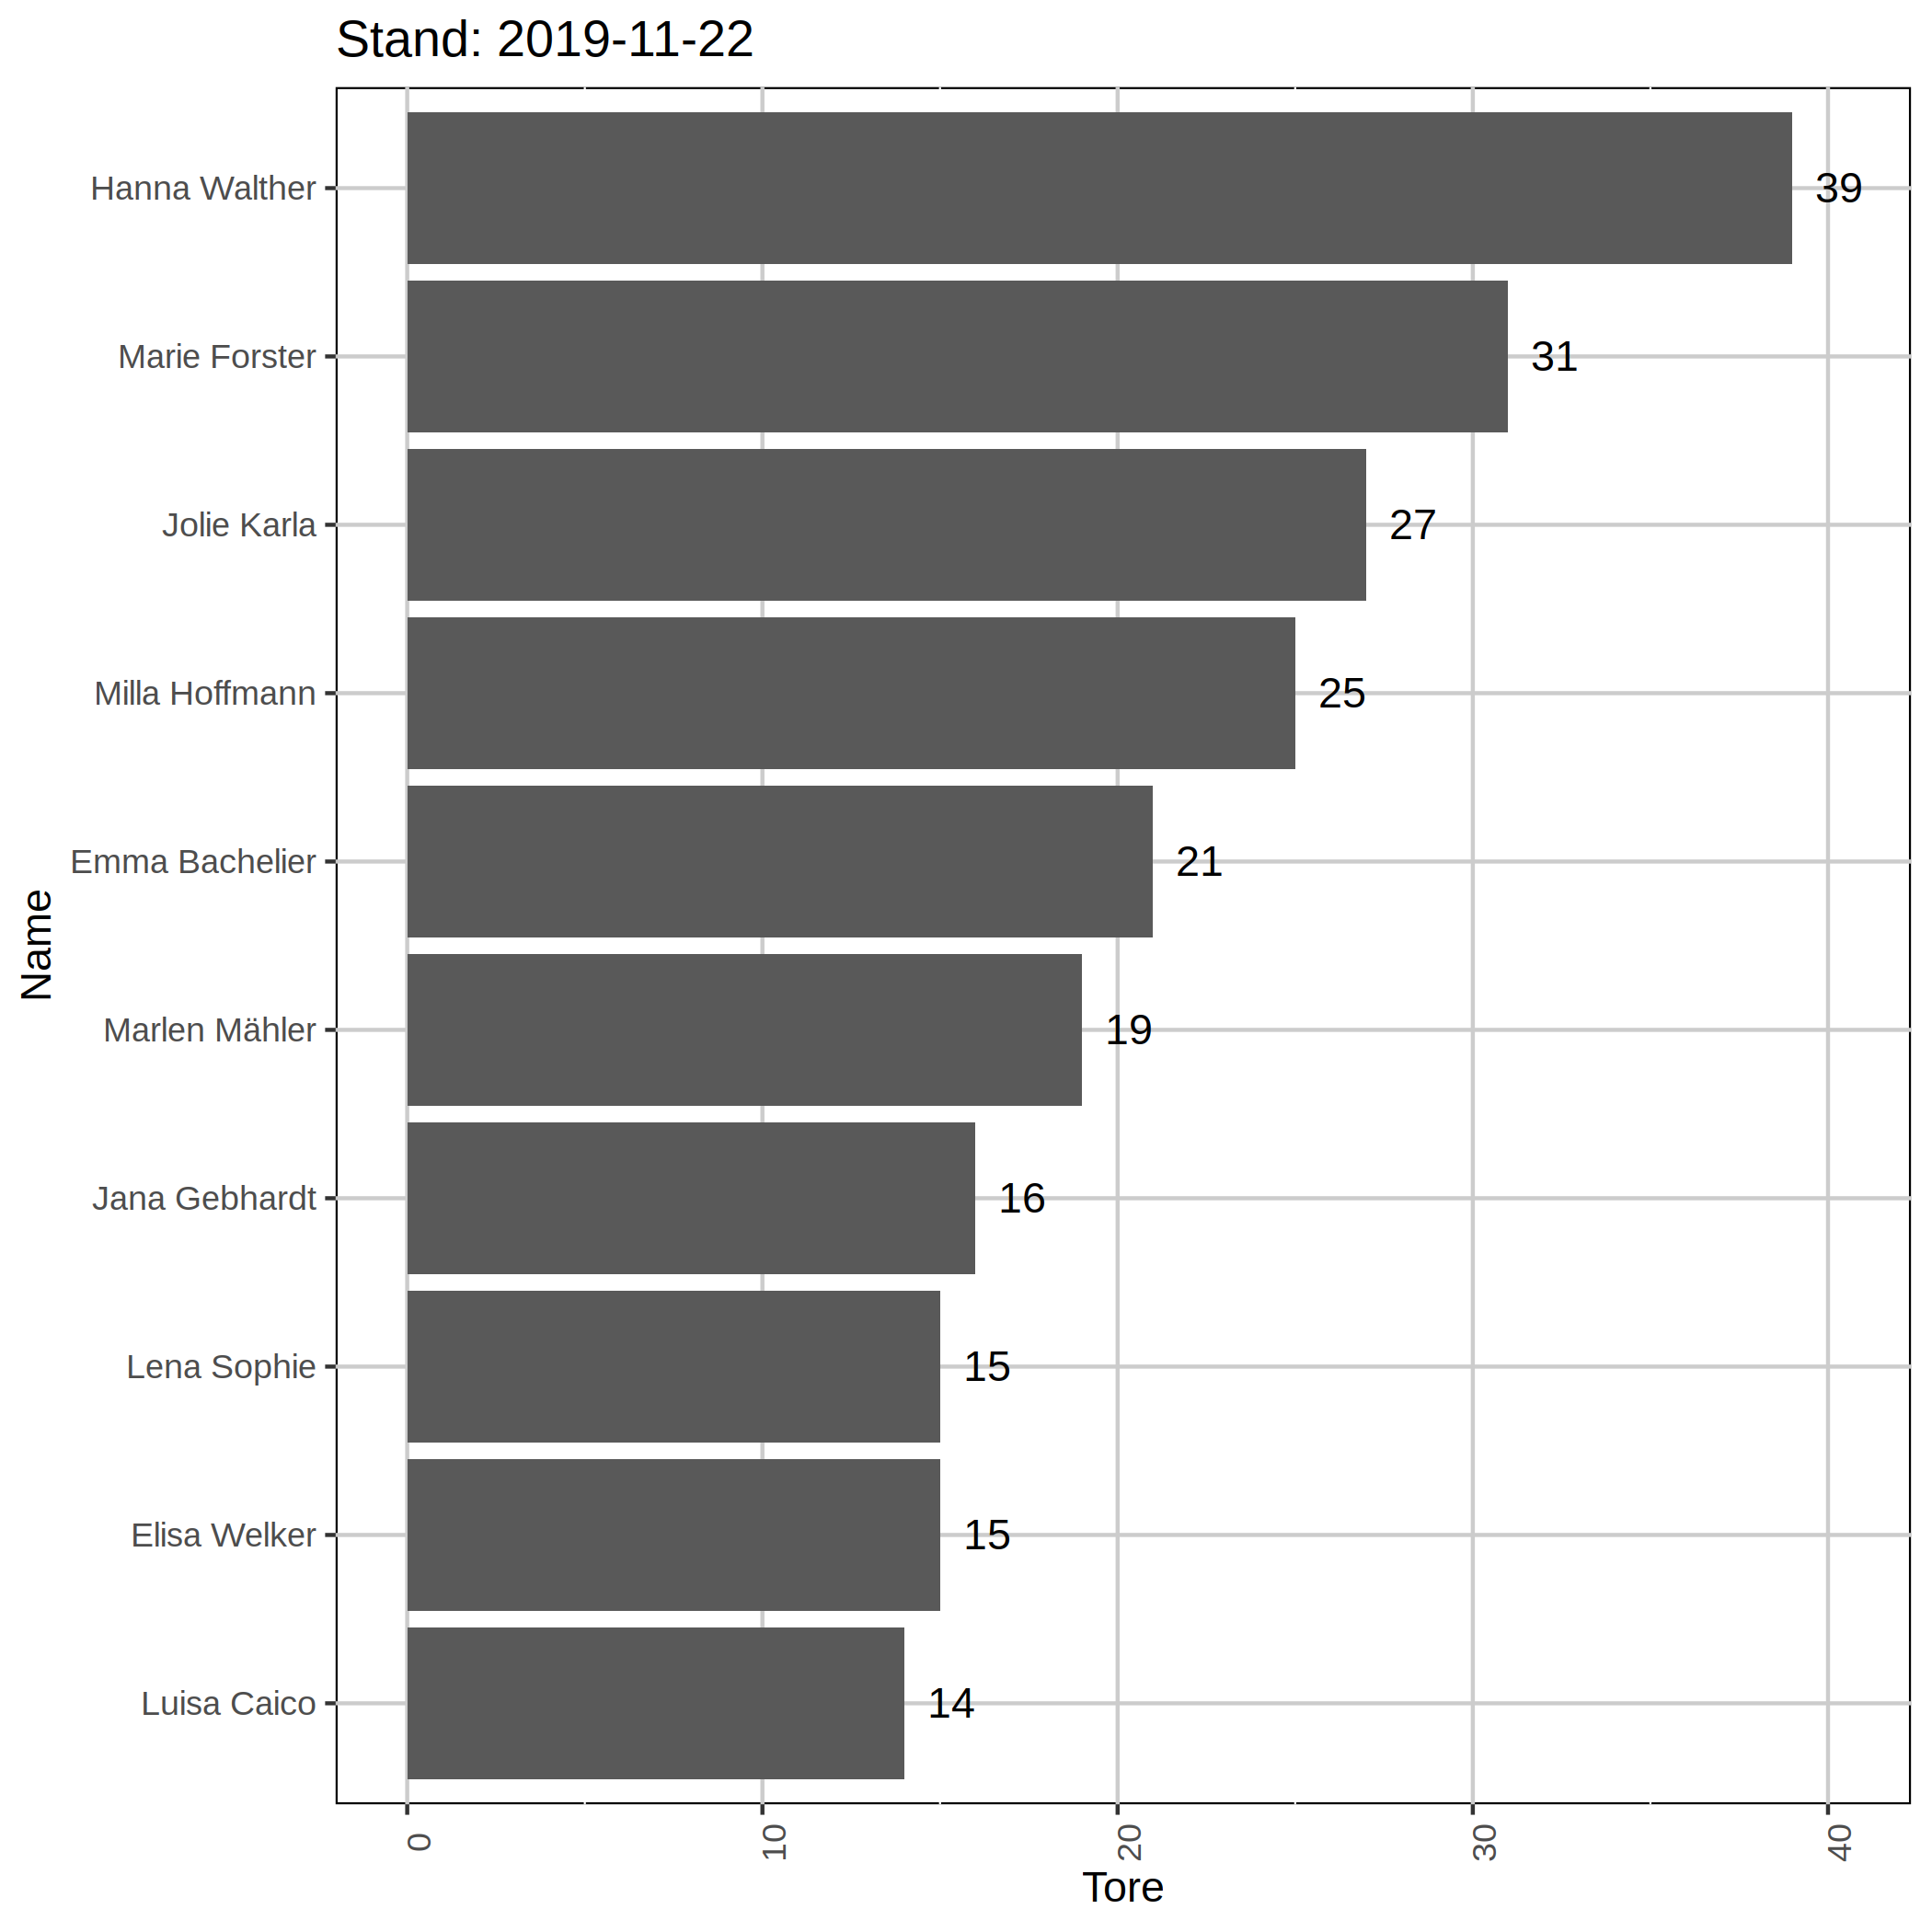 Stand: 2019-11-22
Name
Hanna Walther 39
Marie Forster 31
Jolie Karla 27
Milla Hoffmann 25
Emma Bachelier 21
Marlen Mähler 19
Jana Gebhardt 16
Lena Sophie 15
Elisa Welker 15
Luisa Caico 14
0 10 20 30 40
Tore